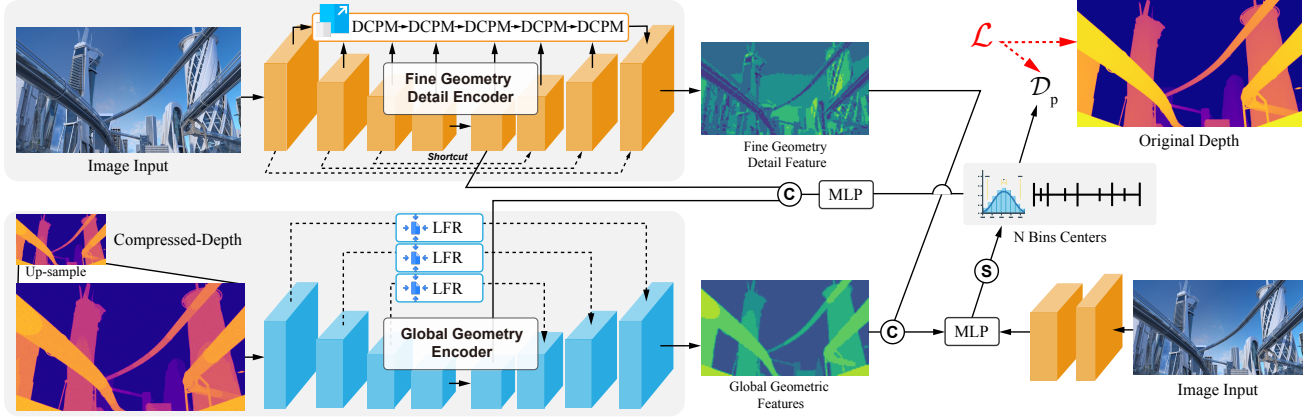 DCPM DCPM DCPM DCPM DCPM
Fine Geometry
Detail Encoder
Shortcut
Image Input
Fine Geometry
Detail Feature
ℒ
𝒟p
Original Depth
C
MLP
N Bins Centers
Compressed-Depth
Up-sample
LFR
LFR
LFR
Global Geometry
Encoder
Global Geometric
Features
C
MLP
S
Image Input